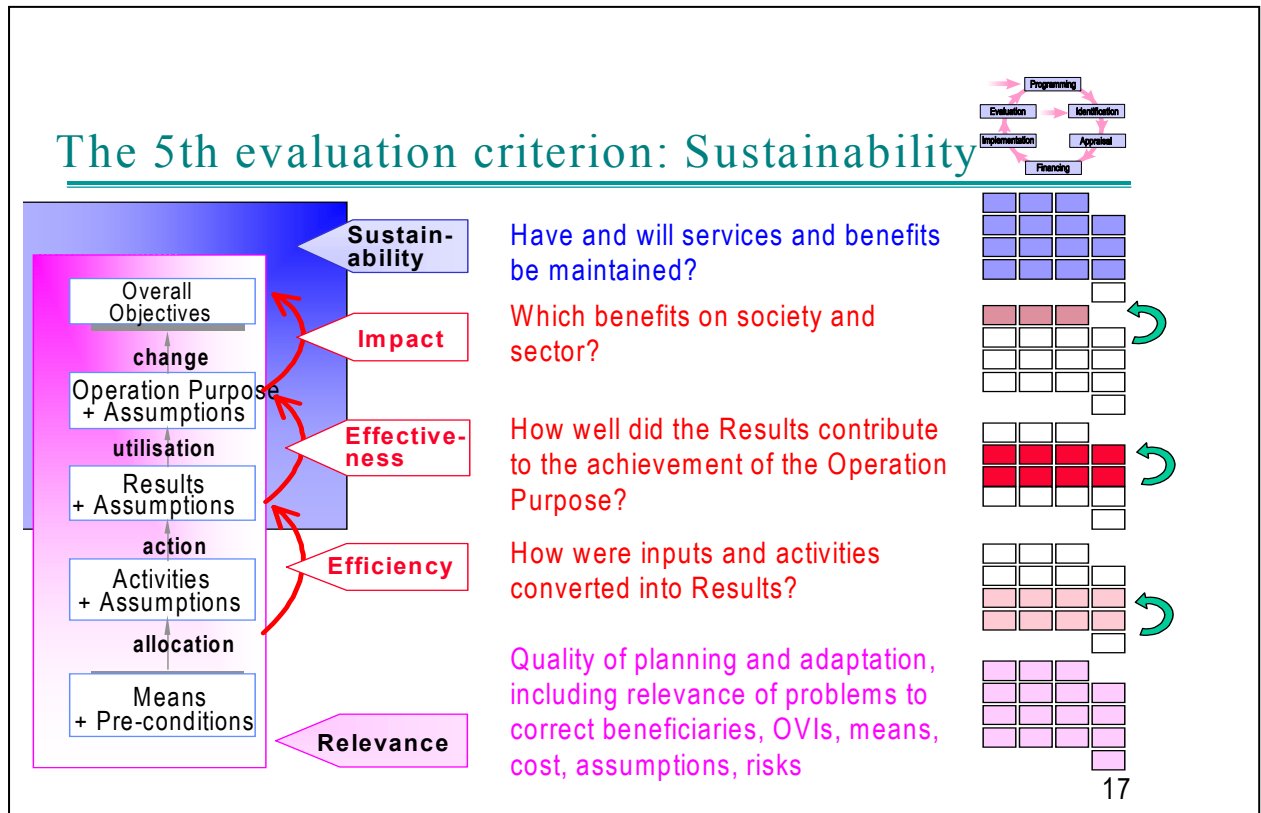 Programming
Evaluation
Identification
Implementation
Appraisal
Financing
The 5th evaluation criterion: Sustainability
Sustain-
ability
Have and will services and benefits
be maintained?
Overall
Objectives
Impact
Which benefits on society and
sector?
change
Operation Purpose
+ Assumptions
utilisation
Effective-
ness
How well did the Results contribute
to the achievement of the Operation
Purpose?
Results
+ Assumptions
action
Efficiency
How were inputs and activities
converted into Results?
Activities
+ Assumptions
allocation
Means
+ Pre-conditions
Relevance
Quality of planning and adaptation,
including relevance of problems to
correct beneficiaries, OVIs, means,
cost, assumptions, risks
17